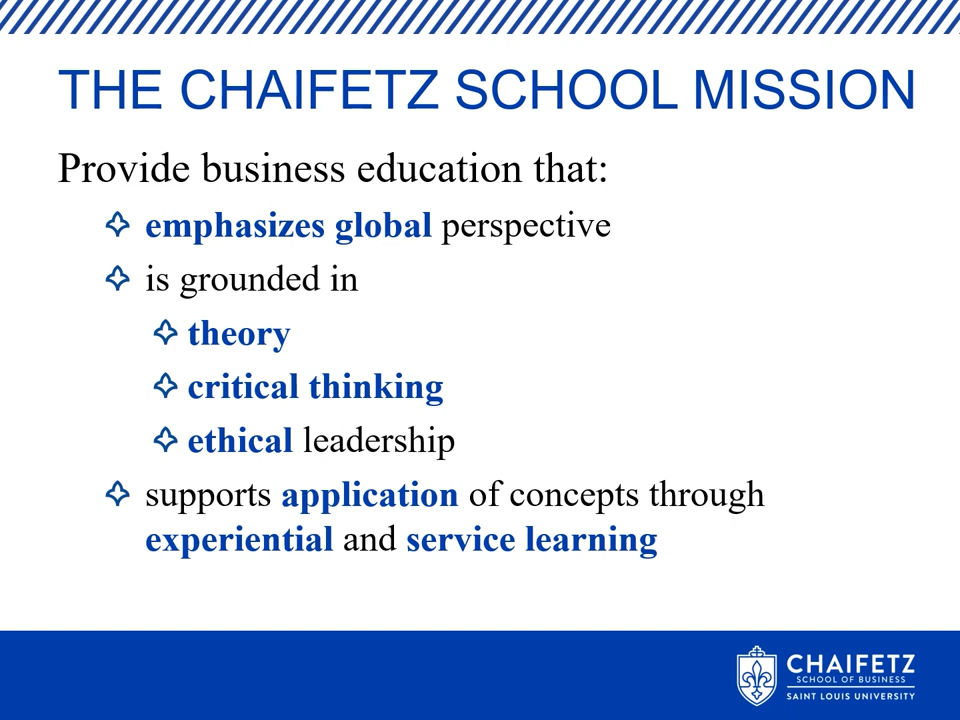 THE CHAIFETZ SCHOOL MISSION
Provide business education that:
emphasizes global perspective
is grounded in
theory
critical thinking
ethical leadership
supports application of concepts through
experiential and service learning
CHAIFETZ
SCHOOL OF BUSINESS
SAINT LOUIS UNIVERSITY